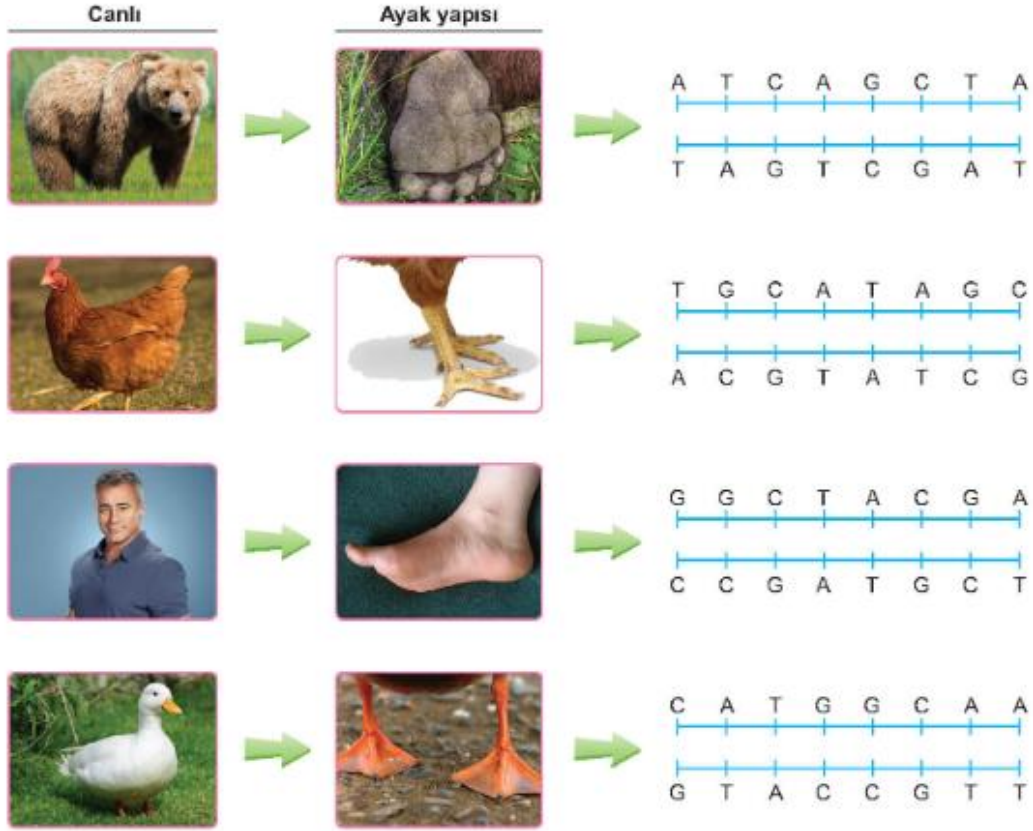 Canlı Ayak yapısı
A T C A G C T A
T A G T C G A T
T G C A T A G C
A C G T A T C G
G G C T A C G A
C C G A T G C T
C A T G G C A A
G T A C C G T T